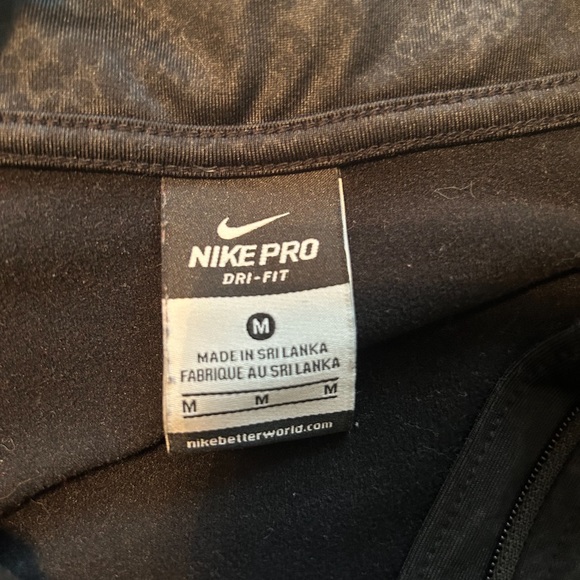 NIKE PRO
DRI-FIT
M
MADE IN SRI LANKA
FABRIQUE AU SRI LANKA
M M M
nikebetterworld.com